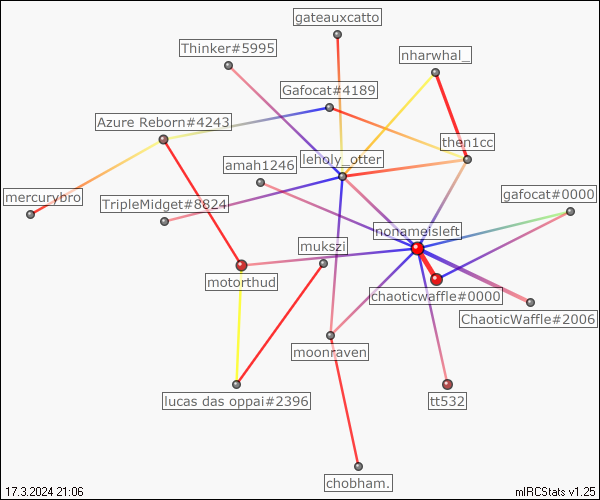 gateauxcatto
Thinker#5995
nharwhal_
Gafocat#4189
Azure Reborn#4243
then1cc
leholy_otter
amah1246
mercurybro
gafocat#0000
TripleMidget#8824
nonameisleft
mukszi
motorthud
chaoticwaffle#0000
ChaoticWaffle#2006
moonraven
lucas das oppai#2396
tt532
chobham.
17.3.2024 21:06
mIRCStats v1.25